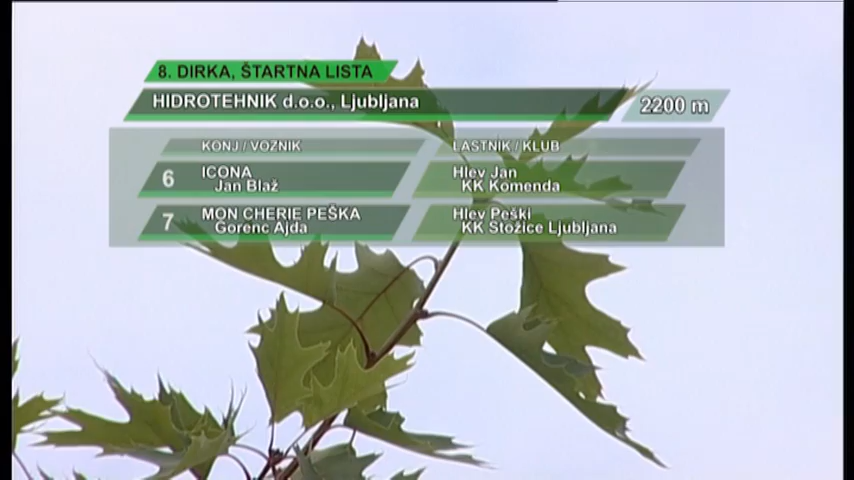 8. DIRKA, ŠTARTNA LISTA
HIDROTEHNIK d.o.o., Ljubljana 2200 m
KONJ / VOZNIK LASTNIK / KLUB
6 ICONA Hlev Jan
Jan Blaž KK Komenda
7 MON CHERIE PEŠKA Hlev Peški
Gorenc Ajda KK Stožice Ljubljana